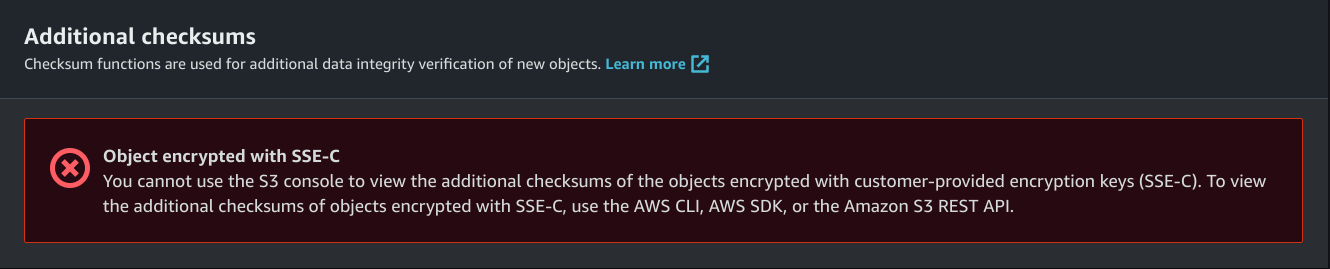 Additional checksums
Checksum functions are used for additional data integrity verification of new objects. Learn more
Object encrypted with SSE-C
You cannot use the S3 console to view the additional checksums of the objects encrypted with customer-provided encryption keys (SSE-C). To view
the additional checksums of objects encrypted with SSE-C, use the AWS CLI, AWS SDK, or the Amazon S3 REST API.